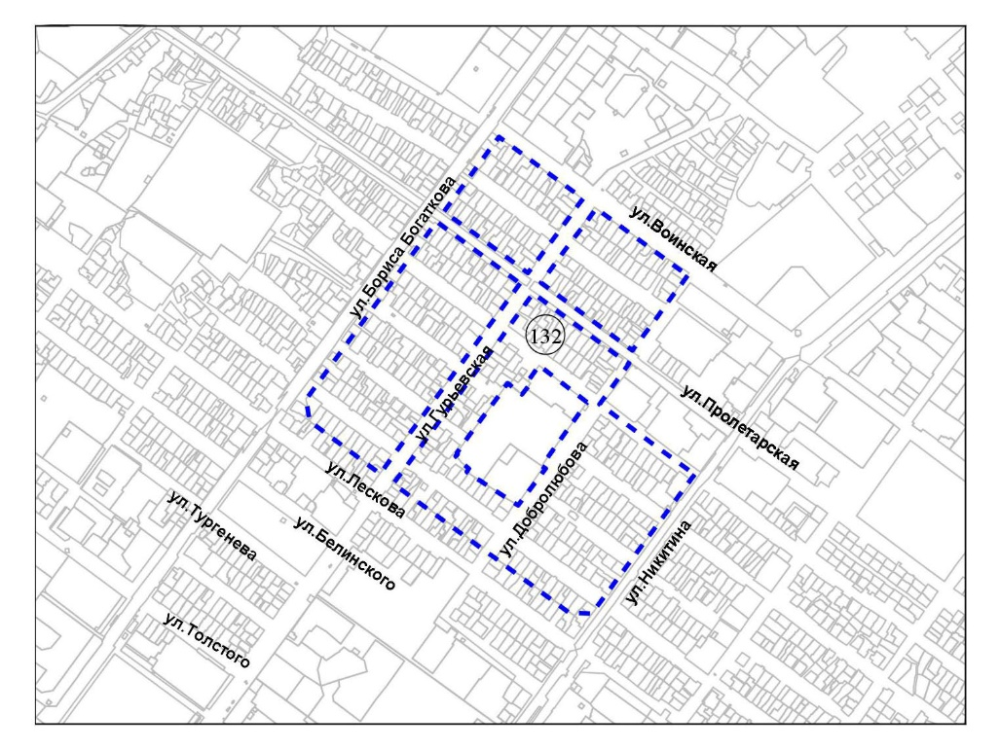 ул.Бориса Богаткова
ул.Воинская
132
ул.Гурьевская
ул.Пролетарская
ул.Лескова
ул.Добролюбова
ул.Тургенева
ул.Белинского
ул.Никитина
ул.Толстого